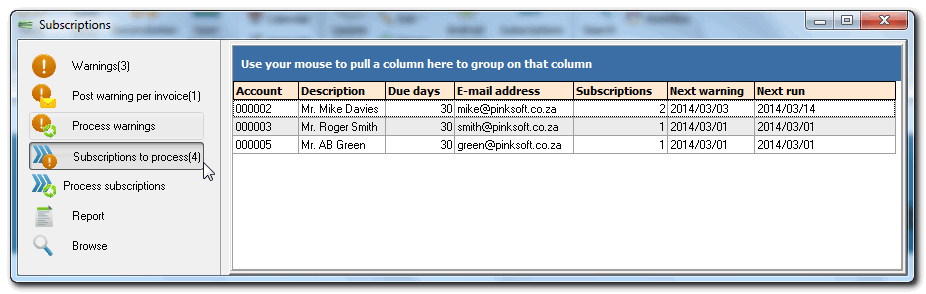 Subscriptions
Warnings(3)
Post warning per invoice(1)
Process warnings
Subscriptions to process(4)
Process subscriptions
Report
Browse
Use your mouse to pull a column here to group on that column
Account Description Due days E-mail address Subscriptions Next warning Next run
000002 Mr. Mike Davies 30 mike@pinksoft.co.za 2 2014/03/03 2014/03/14
000003 Mr. Roger Smith 30 smith@pinksoft.co.za 1 2014/03/01 2014/03/01
000005 Mr. AB Green 30 green@pinksoft.co.za 1 2014/03/01 2014/03/01